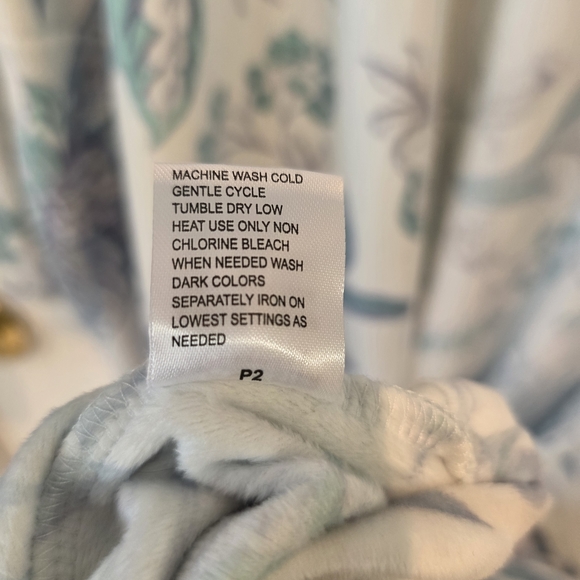 MACHINE WASH COLD
GENTLE CYCLE
TUMBLE DRY LOW
HEAT USE ONLY NON
CHLORINE BLEACH
WHEN NEEDED WASH
DARK COLORS
SEPARATELY IRON ON
LOWEST SETTINGS AS
NEEDED
P2